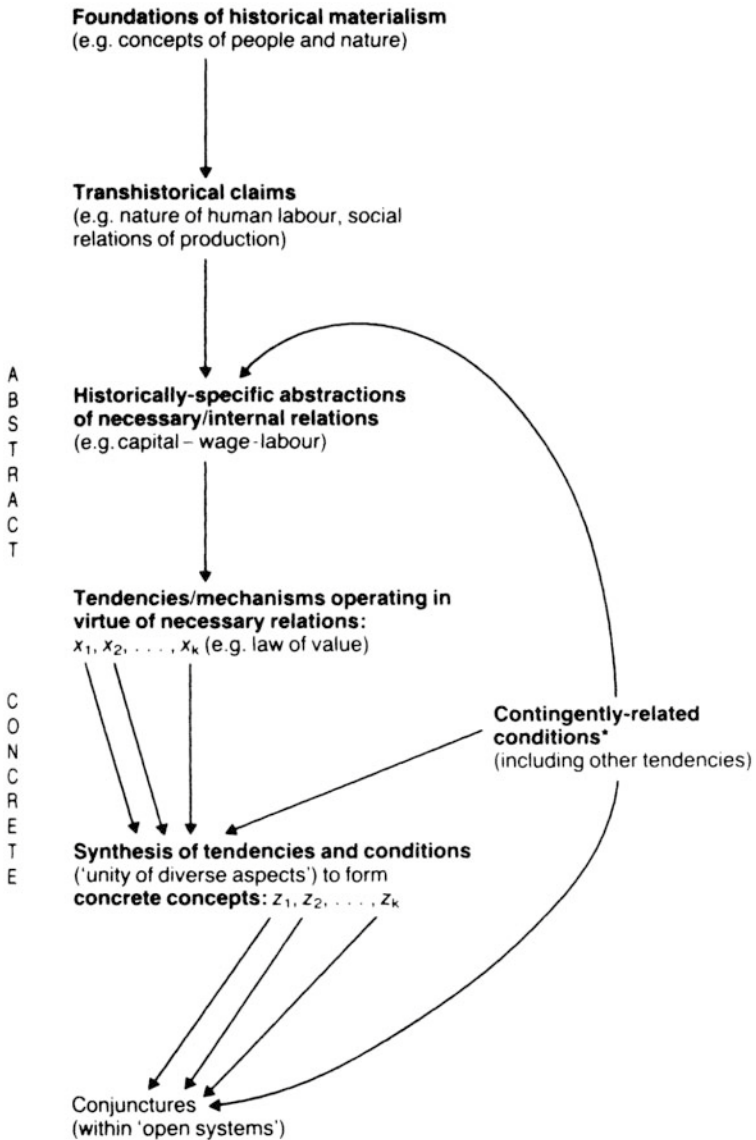 Foundations of historical materialism
(e.g. concepts of people and nature)
Transhistorical claims
(e.g. nature of human labour, social
relations of production)
ABSTRACT
Historically-specific abstractions
of necessary/internal relations
(e.g. capital – wage-labour)
Tendencies/mechanisms operating in
virtue of necessary relations:
x₁, x₂, . . . , xₖ (e.g. law of value)
CONCRETE
Contingently-related
conditions*
(including other tendencies)
Synthesis of tendencies and conditions
('unity of diverse aspects') to form
concrete concepts: z₁, z₂, . . . , zₖ
Conjunctures
(within 'open systems')